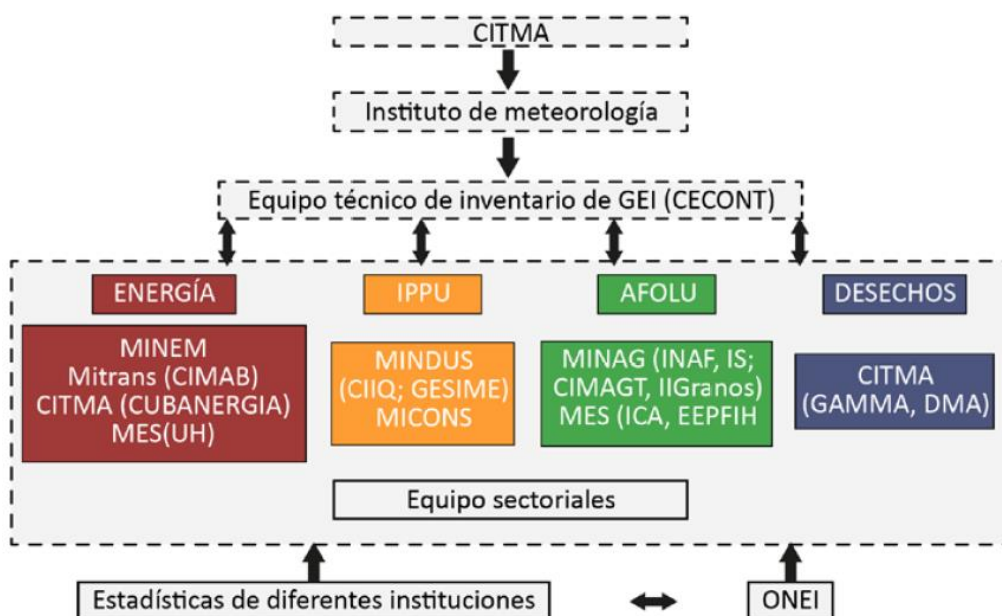 CITMA
Instituto de meteorología
Equipo técnico de inventario de GEI (CECONT)
ENERGÍA
IPPU
AFOLU
DESECHOS
MINEM
Mitrans (CIMAB)
CITMA (CUBANERGIA)
MES(UH)
MINDUS
(CIIQ; GESIME)
MICONS
MINAG (INAF, IS;
CIMAGT, IIGranos)
MES (ICA, EEPFIH
CITMA
(GAMMA, DMA)
Equipo sectoriales
Estadísticas de diferentes instituciones
ONEI